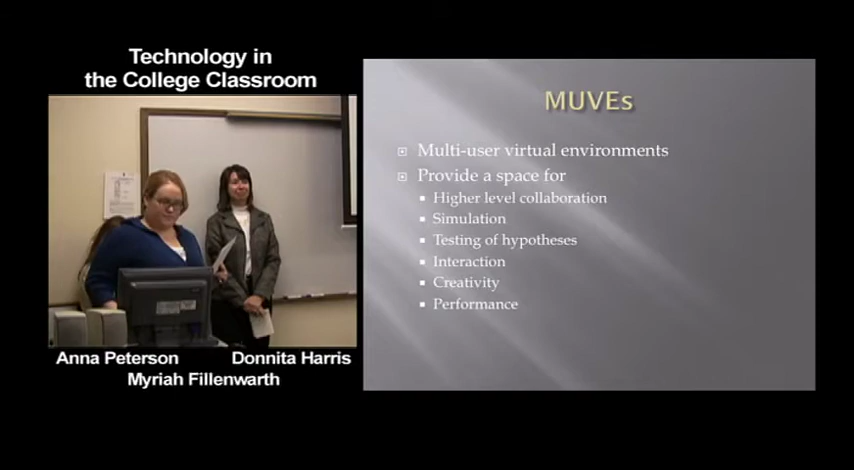 Technology in
the College Classroom
Anna Peterson
Donnita Harris
Myriah Fillenwarth
MUVEs
Multi-user virtual environments
Provide a space for
Higher level collaboration
Simulation
Testing of hypotheses
Interaction
Creativity
Performance